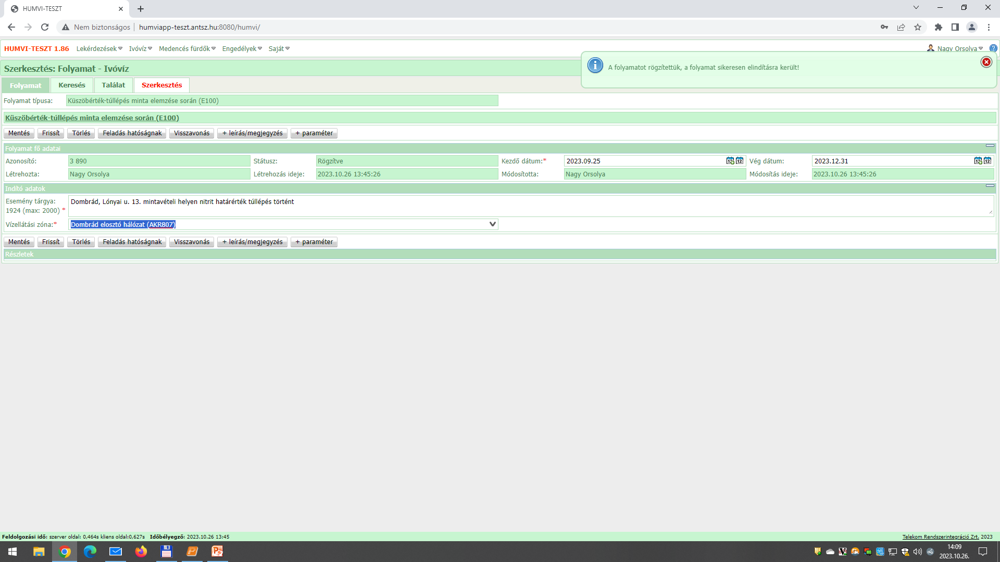 HUMVI-TESZT
Nem biztonságos humviapp-teszt.antsz.hu:8080/humvi/
HUMVI-TESZT 1.86 Lekérdezések Ivóvíz Medencés fürdők Engedélyek Saját Nagy Orsolya
Szerkesztés: Folyamat - Ivóvíz
A folyamatot rögzítettük, a folyamat sikeresen elindításra került!
Folyamat Keresés Találat Szerkesztés
Folyamat típusa: Küszöbérték-túllépés minta elemzése során (E100)
Küszöbérték-túllépés minta elemzése során (E100)
Mentés Frissít Törlés Feladás hatóságnak Visszavonás + leírás/megjegyzés + paraméter
Folyamat fő adatai
Azonosító: 3 890 Státusz: Rögzítve Kezdő dátum:* 2023.09.25 Vég dátum: 2023.12.31
Létrehozta: Nagy Orsolya Létrehozás ideje: 2023.10.26 13:45:26 Módosította: Nagy Orsolya Módosítás ideje: 2023.10.26 13:45:26
Indító adatok
Esemény tárgya: Dombrád, Lónyai u. 13. mintavételi helyen nitrit határérték túllépés történt
1924 (max: 2000) *
Vízellátási zóna:* Dombrád elosztó hálózat (AKR807)
Mentés Frissít Törlés Feladás hatóságnak Visszavonás + leírás/megjegyzés + paraméter
Részletek
Feldolgozási idő: szerver oldal: 0,464s kliens oldal:0,627s Időbélyegző: 2023.10.26 13:45 Telekom Rendszerintegráció Zrt. 2023
14:09
2023.10.26.